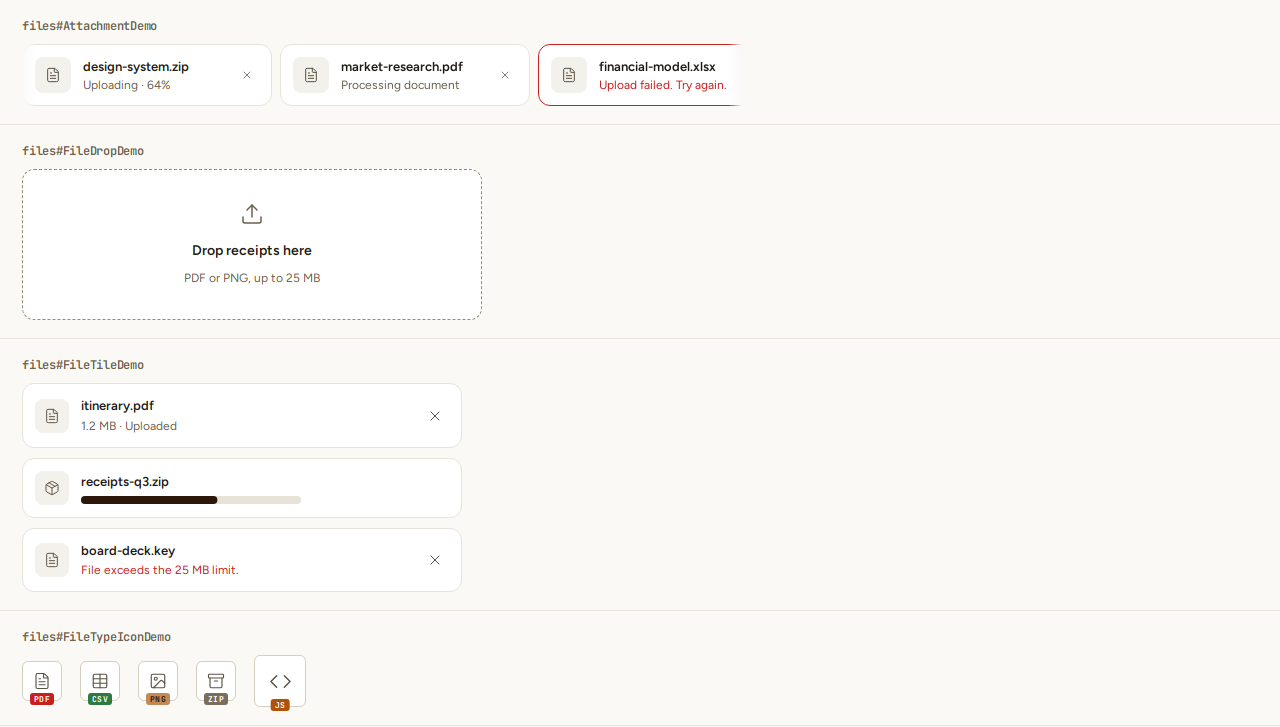 files#AttachmentDemo
design-system.zip
Uploading · 64%
market-research.pdf
Processing document
financial-model.xlsx
Upload failed. Try again.
files#FileDropDemo
Drop receipts here
PDF or PNG, up to 25 MB
files#FileTileDemo
itinerary.pdf
1.2 MB · Uploaded
receipts-q3.zip
board-deck.key
File exceeds the 25 MB limit.
files#FileTypeIconDemo
PDF
CSV
PNG
ZIP
JS